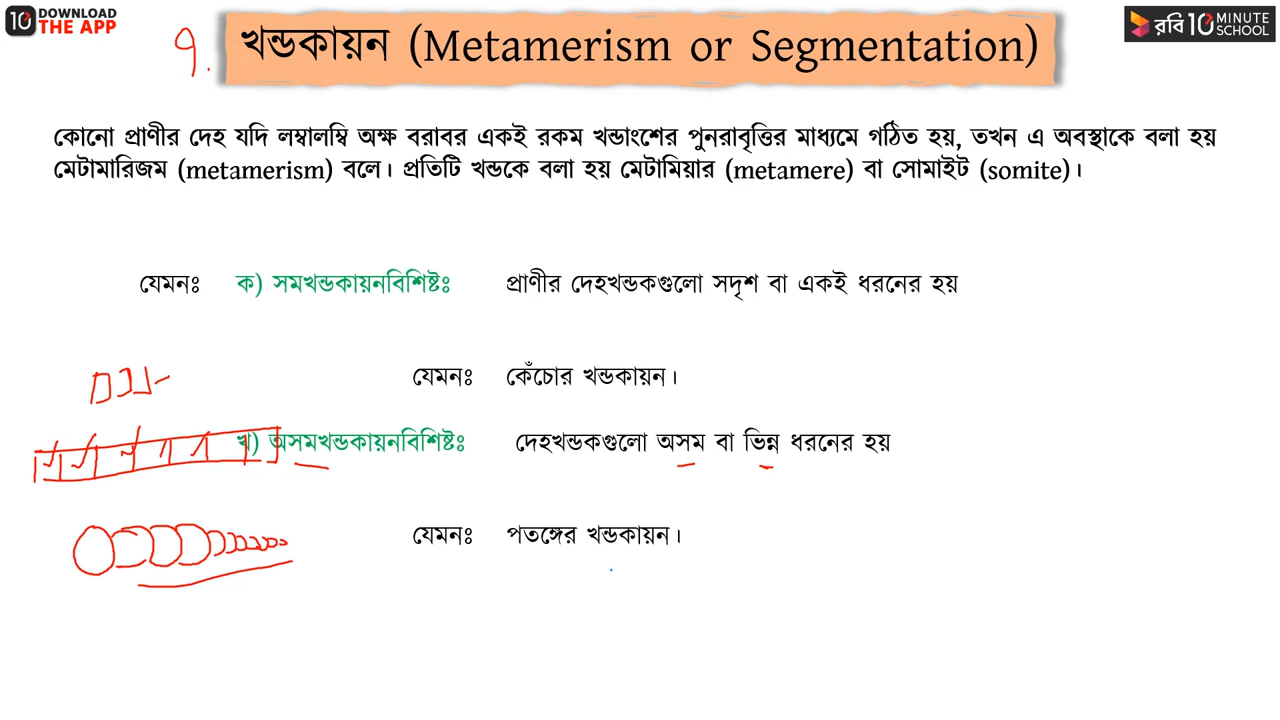 10 DOWNLOAD
THE APP
রবি 10 MINUTE
SCHOOL
৭.
খন্ডকায়ন (Metamerism or Segmentation)
কোনো প্রাণীর দেহ যদি লম্বালম্বি অক্ষ বরাবর একই রকম খন্ডাংশের পুনরাবৃত্তির মাধ্যমে গঠিত হয়, তখন এ অবস্থাকে বলা হয়
মেটামারিজম (metamerism) বলে। প্রতিটি খন্ডকে বলা হয় মেটামিয়ার (metamere) বা সোমাইট (somite)।
যেমনঃ ক) সমখন্ডকায়নবিশিষ্টঃ প্রাণীর দেহখন্ডকগুলো সদৃশ বা একই ধরনের হয়
যেমনঃ কেঁচোর খন্ডকায়ন।
খ) অসমখন্ডকায়নবিশিষ্টঃ দেহখন্ডকগুলো অসম বা ভিন্ন ধরনের হয়
যেমনঃ পতঙ্গের খন্ডকায়ন।